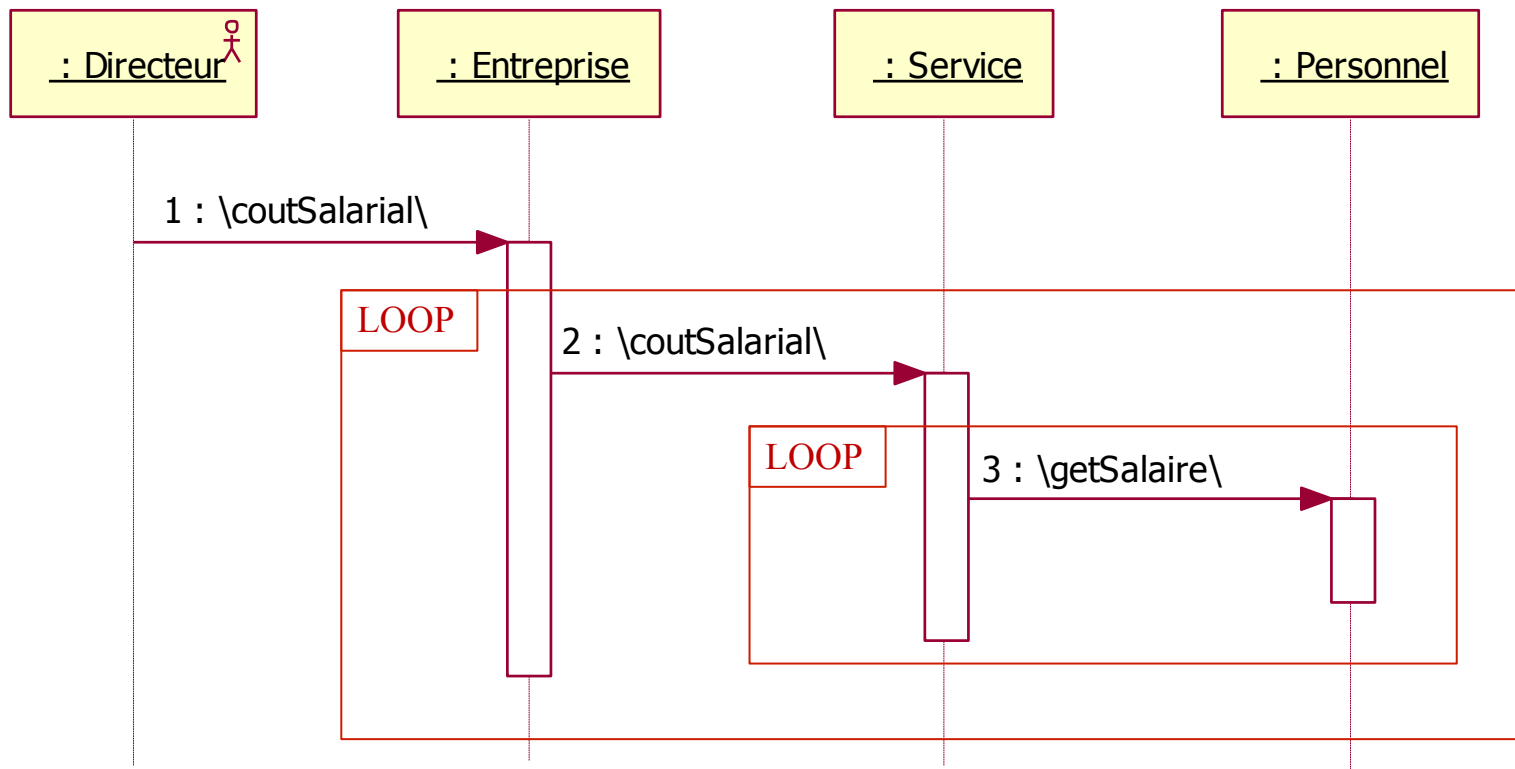 : Directeur
: Entreprise
: Service
: Personnel
1 : \coutSalarial\
LOOP
2 : \coutSalarial\
LOOP
3 : \getSalaire\